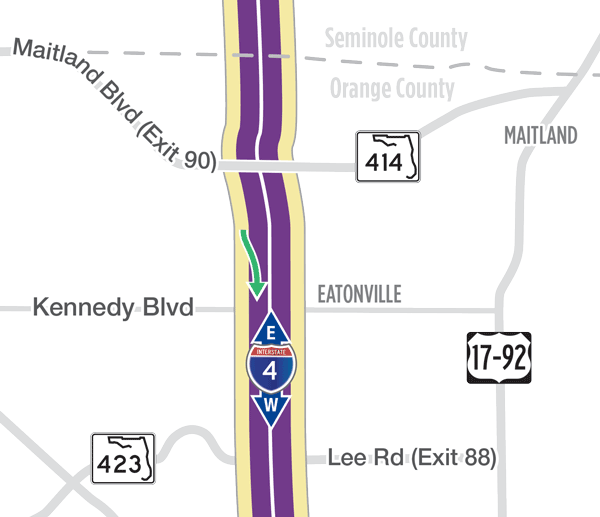 Seminole County
Orange County
Maitland Blvd (Exit 90)
414
MAITLAND
Kennedy Blvd
EATONVILLE
E
INTERSTATE
4
W
17-92
423
Lee Rd (Exit 88)